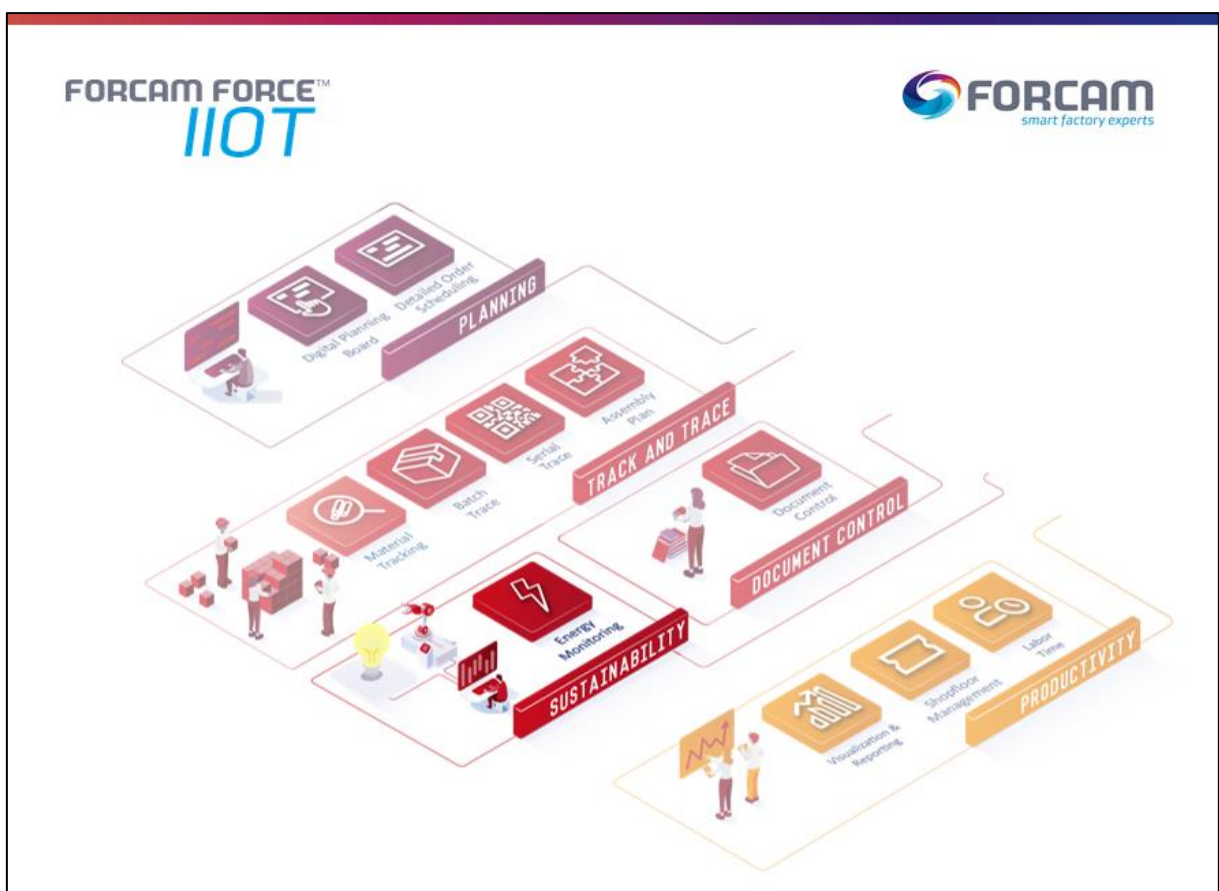 FORCAM FORCE™
IIOT
FORCAM
smart factory experts
Digital Planning
Board
Detailed Order
Scheduling
PLANNING
Material
Tracking
Batch
Trace
Serial
Trace
Assembly
Plan
TRACK AND TRACE
Document
Control
DOCUMENT CONTROL
Energy
Monitoring
SUSTAINABILITY
Visualization &
Reporting
Shopfloor
Management
Labor
Time
PRODUCTIVITY